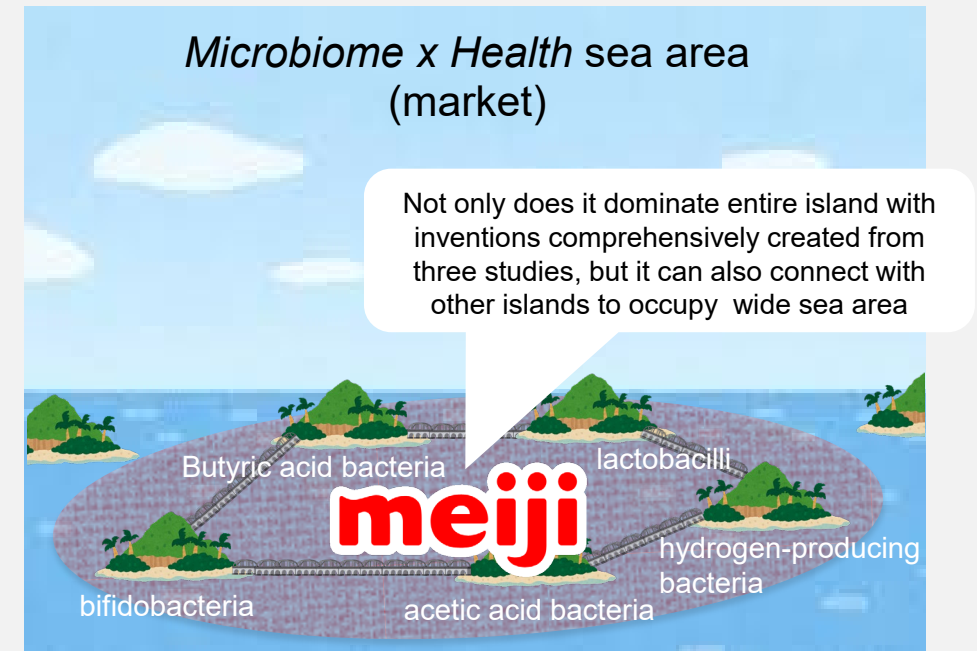 Microbiome x Health sea area
(market)
Not only does it dominate entire island with
inventions comprehensively created from
three studies, but it can also connect with
other islands to occupy  wide sea area
Butyric acid bacteria
lactobacilli
meiji
hydrogen-producing
bacteria
bifidobacteria
acetic acid bacteria